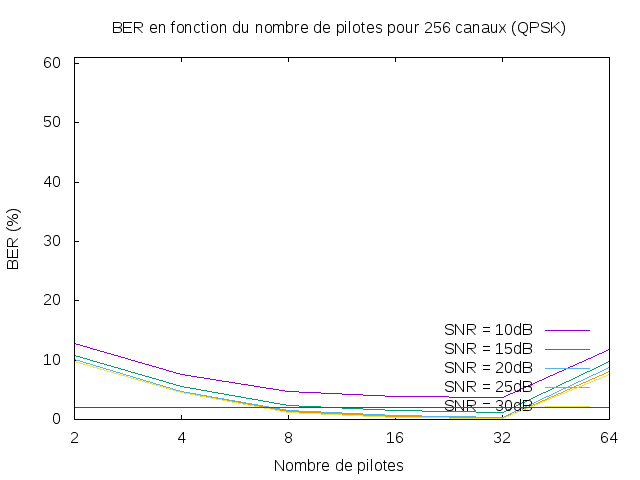 BER en fonction du nombre de pilotes pour 256 canaux (QPSK)
60
50
40
30
20
10
0
BER (%)
SNR = 10dB
SNR = 15dB
SNR = 20dB
SNR = 25dB
SNR = 30dB
2 4 8 16 32 64
Nombre de pilotes